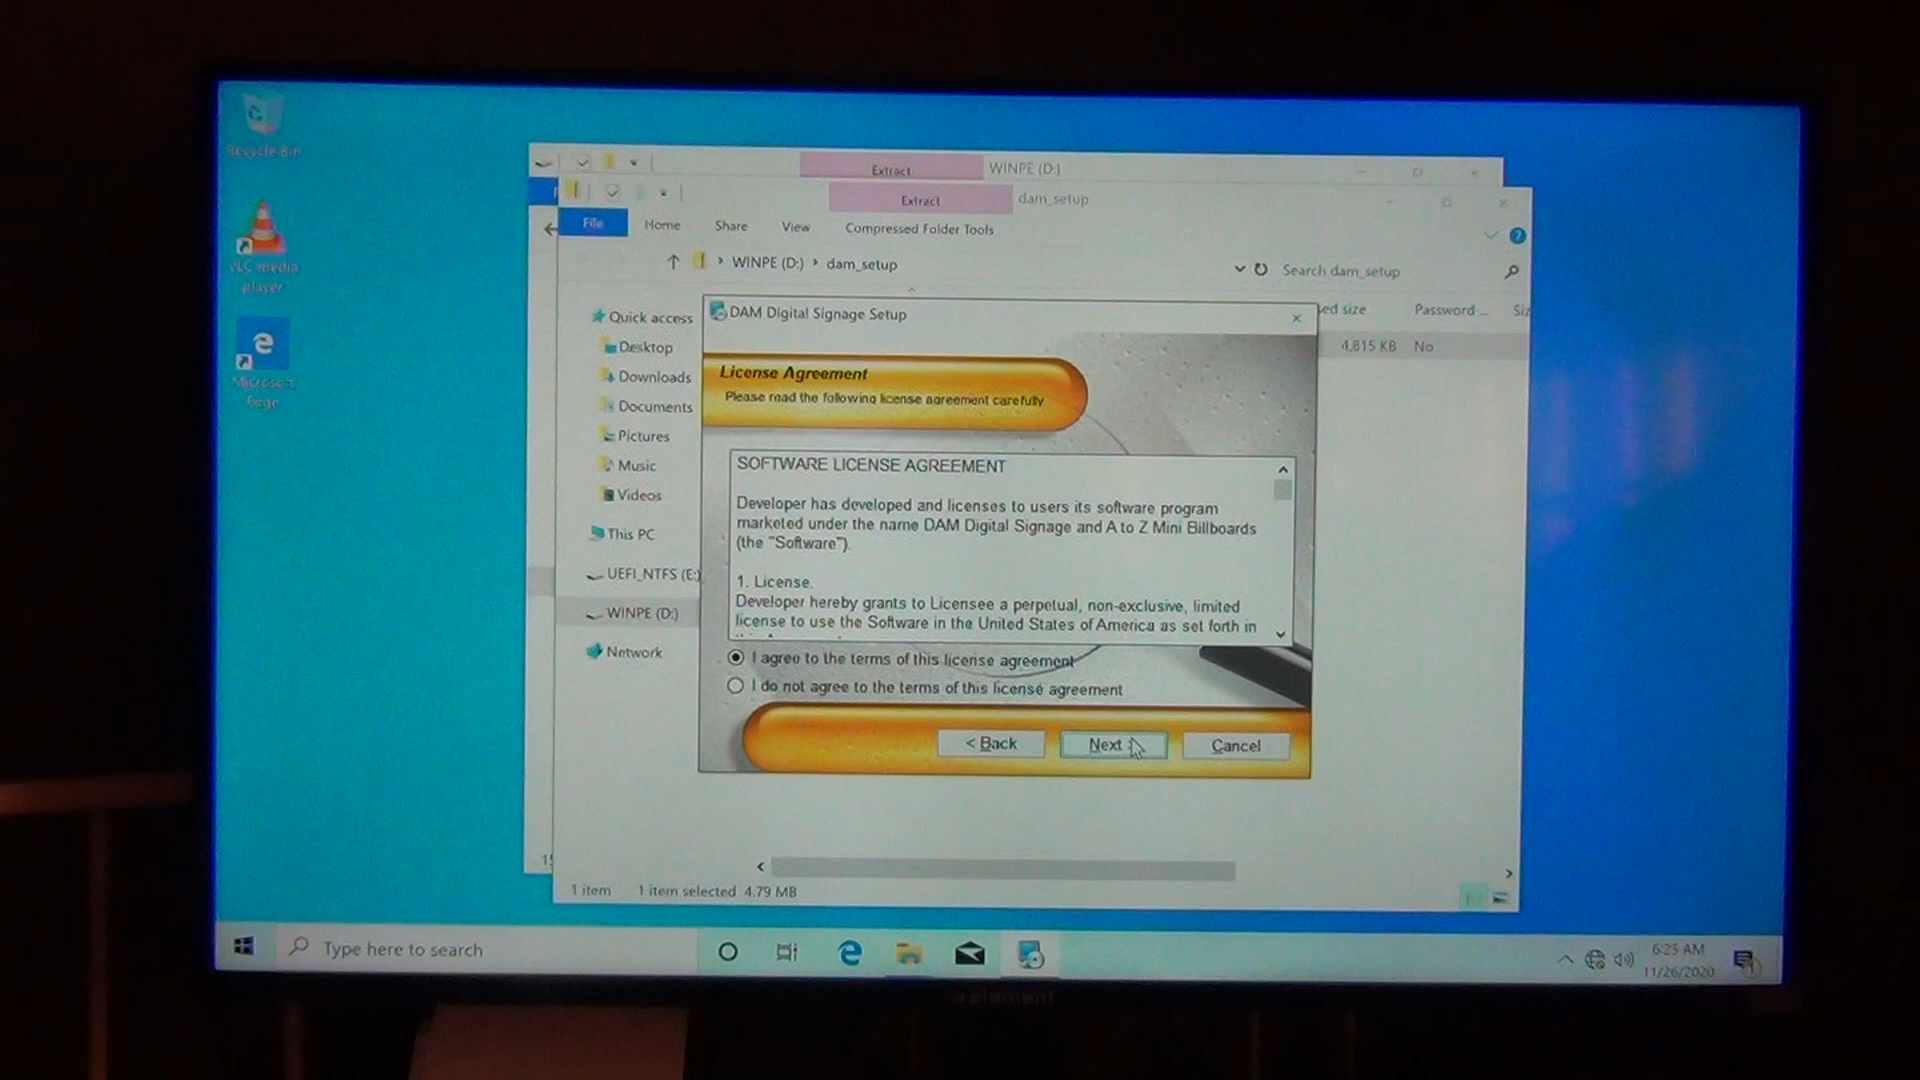 Recycle Bin
VLC media
player
Microsoft
Edge
Extract
WINPE (D:)
Extract
dam_setup
File
Home
Share
View
Compressed Folder Tools
WINPE (D:)
dam_setup
Search dam_setup
Quick access
Desktop
Downloads
Documents
Pictures
Music
Videos
This PC
UEFI_NTFS (E:)
WINPE (D:)
Network
ed size
Password ...
Siz
4,815 KB
No
DAM Digital Signage Setup
License Agreement
Please read the following license agreement carefully.
SOFTWARE LICENSE AGREEMENT
Developer has developed and licenses to users its software program
marketed under the name DAM Digital Signage and A to Z Mini Billboards
(the "Software").
1. License.
Developer hereby grants to Licensee a perpetual, non-exclusive, limited
license to use the Software in the United States of America as set forth in
I agree to the terms of this license agreement
I do not agree to the terms of this license agreement
< Back
Next >
Cancel
1 item
1 item selected 4.79 MB
Type here to search
6:25 AM
11/26/2020